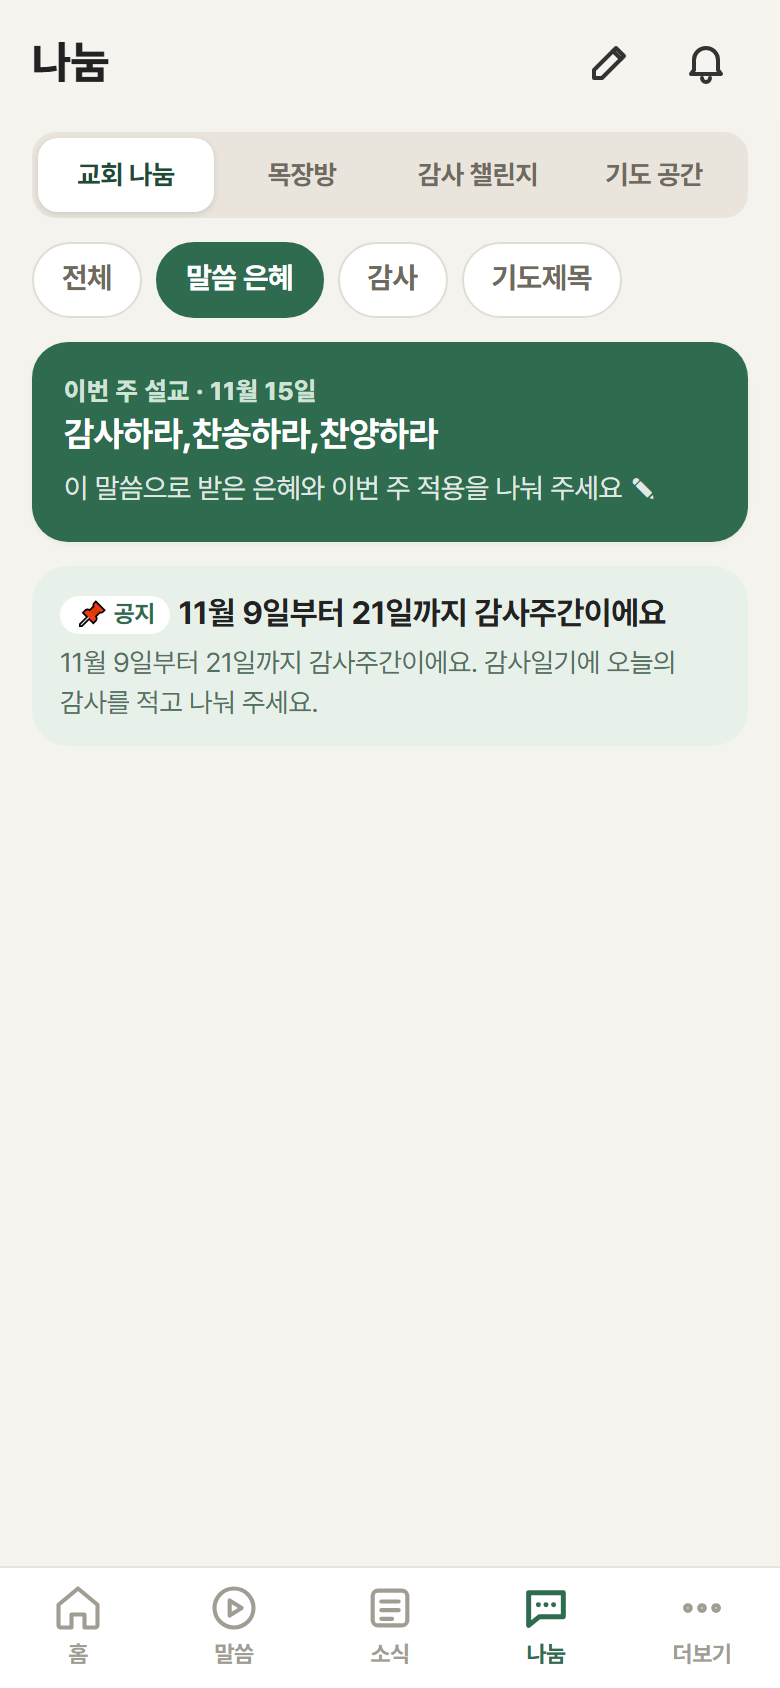 나눔
교회 나눔 목장방 감사 챌린지 기도 공간
전체 말씀 은혜 감사 기도제목
이번 주 설교 · 11월 15일
감사하라,찬송하라,찬양하라
이 말씀으로 받은 은혜와 이번 주 적용을 나눠 주세요 ✏️
📌 공지 11월 9일부터 21일까지 감사주간이에요
11월 9일부터 21일까지 감사주간이에요. 감사일기에 오늘의
감사를 적고 나눠 주세요.
홈 말씀 소식 나눔 더보기